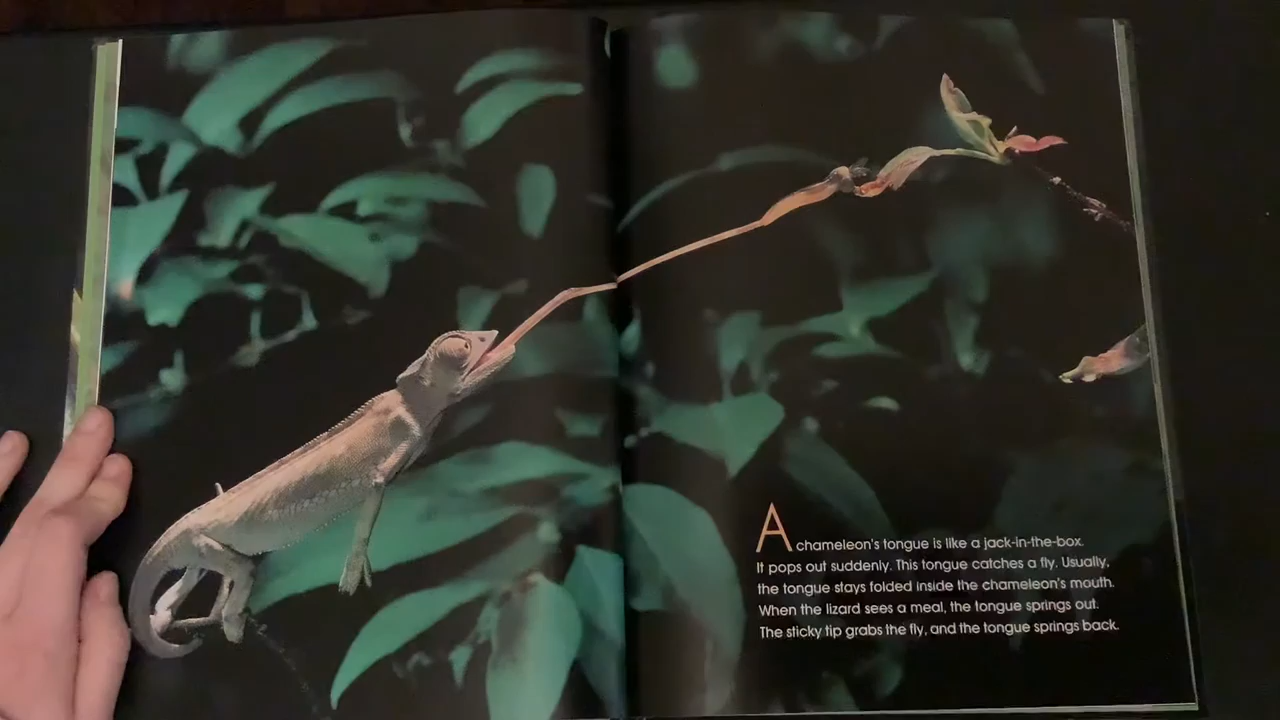 A chameleon's tongue is like a jack-in-the-box.
It pops out suddenly. This tongue catches a fly. Usually,
the tongue stays folded inside the chameleon's mouth.
When the lizard sees a meal, the tongue springs out.
The sticky tip grabs the fly, and the tongue springs back.